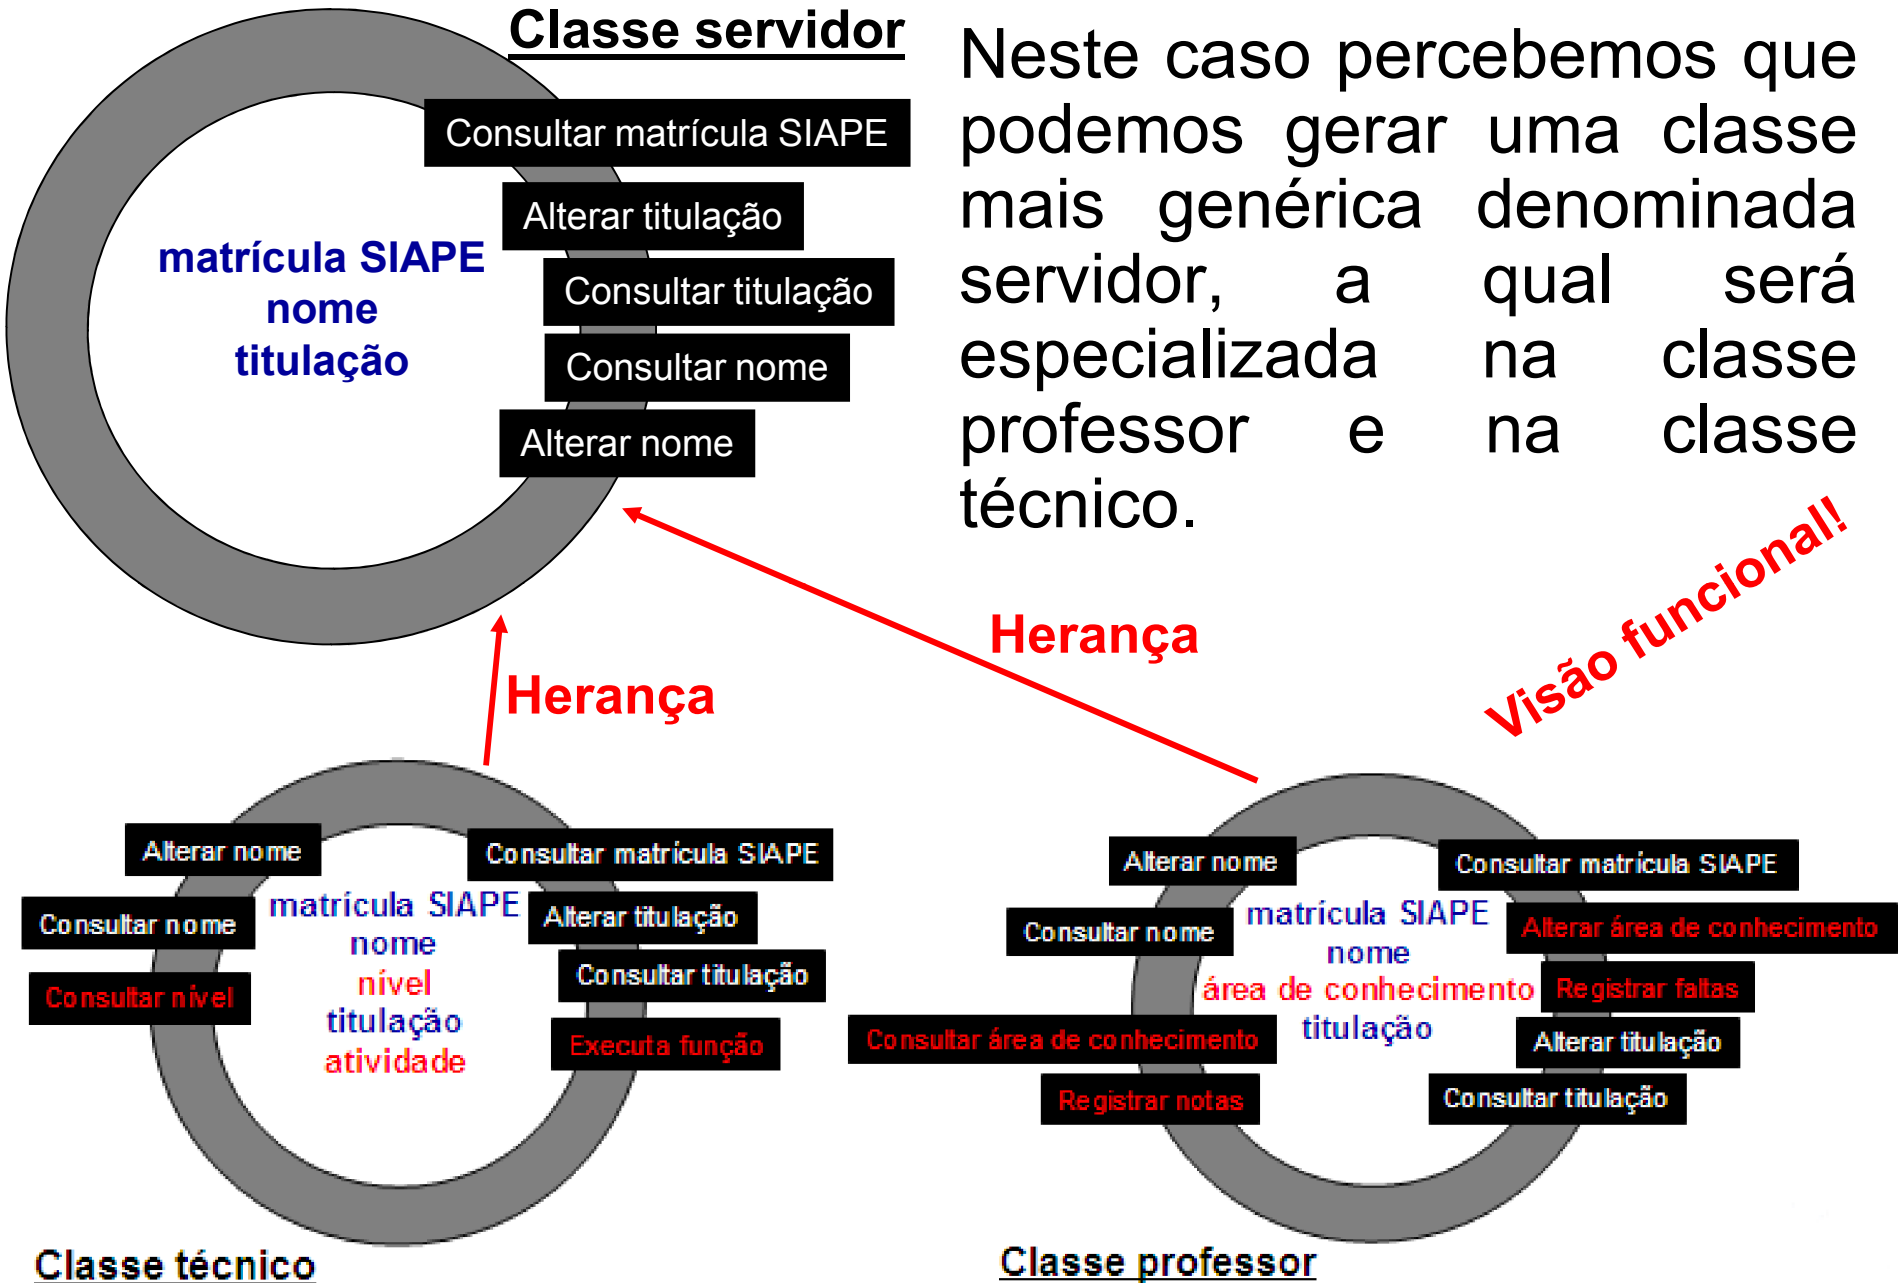 Classe servidor
Consultar matrícula SIAPE
Alterar titulação
Consultar titulação
Consultar nome
Alterar nome
matrícula SIAPE
nome
titulação
Neste caso percebemos que
podemos gerar uma classe
mais genérica denominada
servidor, a qual será
especializada na classe
professor e na classe
técnico.
Visão funcional!
Herança
Herança
Alterar nome
Consultar nome
Consultar nível
Consultar matrícula SIAPE
Alterar titulação
Consultar titulação
Executa função
matrícula SIAPE
nome
nível
titulação
atividade
Classe técnico
Alterar nome
Consultar nome
Consultar área de conhecimento
Registrar notas
Consultar matrícula SIAPE
Alterar área de conhecimento
Registrar faltas
Alterar titulação
Consultar titulação
matrícula SIAPE
nome
área de conhecimento
titulação
Classe professor